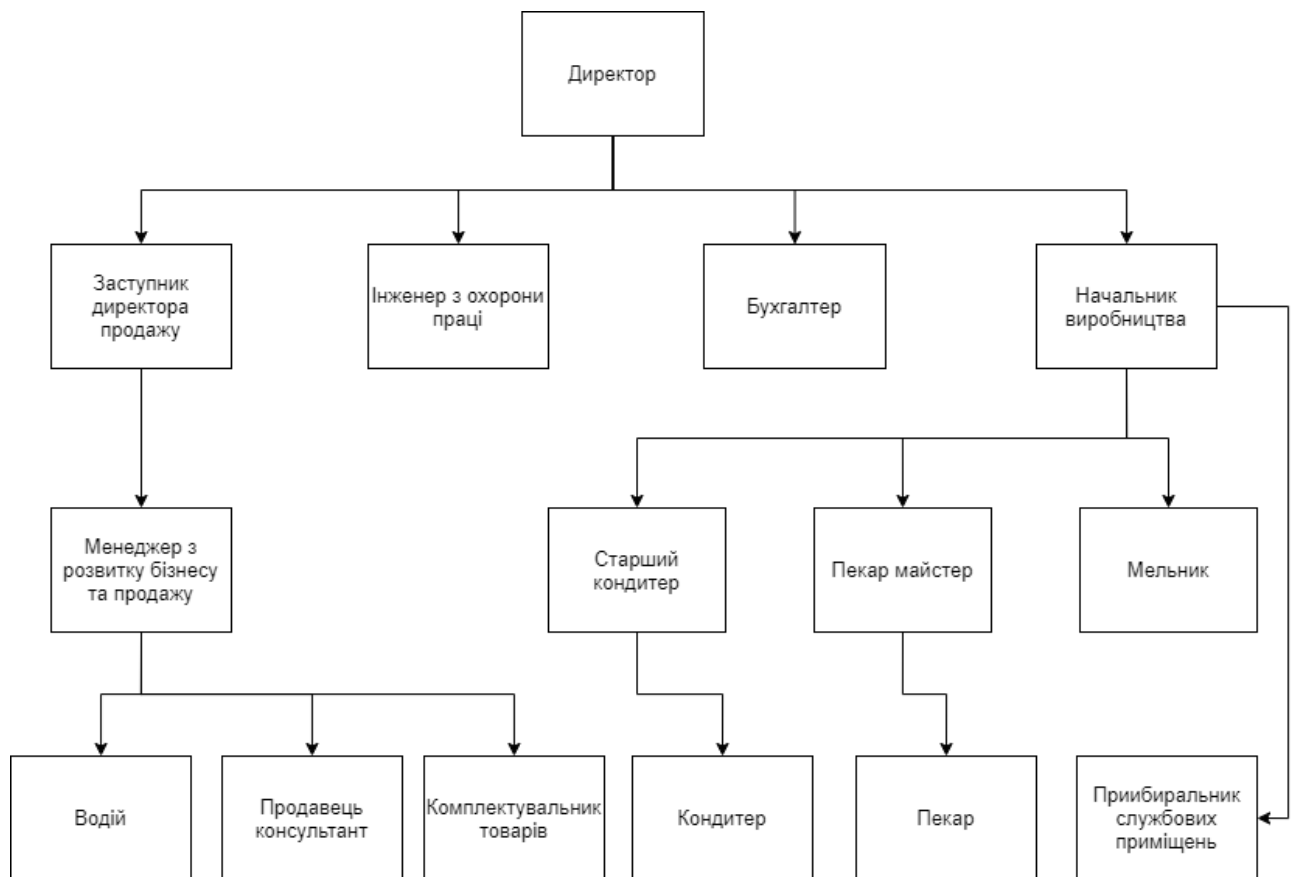 Директор
Заступник
директора
продажу
Інженер з охорони
праці
Бухгалтер
Начальник
виробництва
Менеджер з
розвитку бізнесу
та продажу
Старший
кондитер
Пекар майстер
Мельник
Водій
Продавець
консультант
Комплектувальник
товарів
Кондитер
Пекар
Приибиральник
службових
приміщень